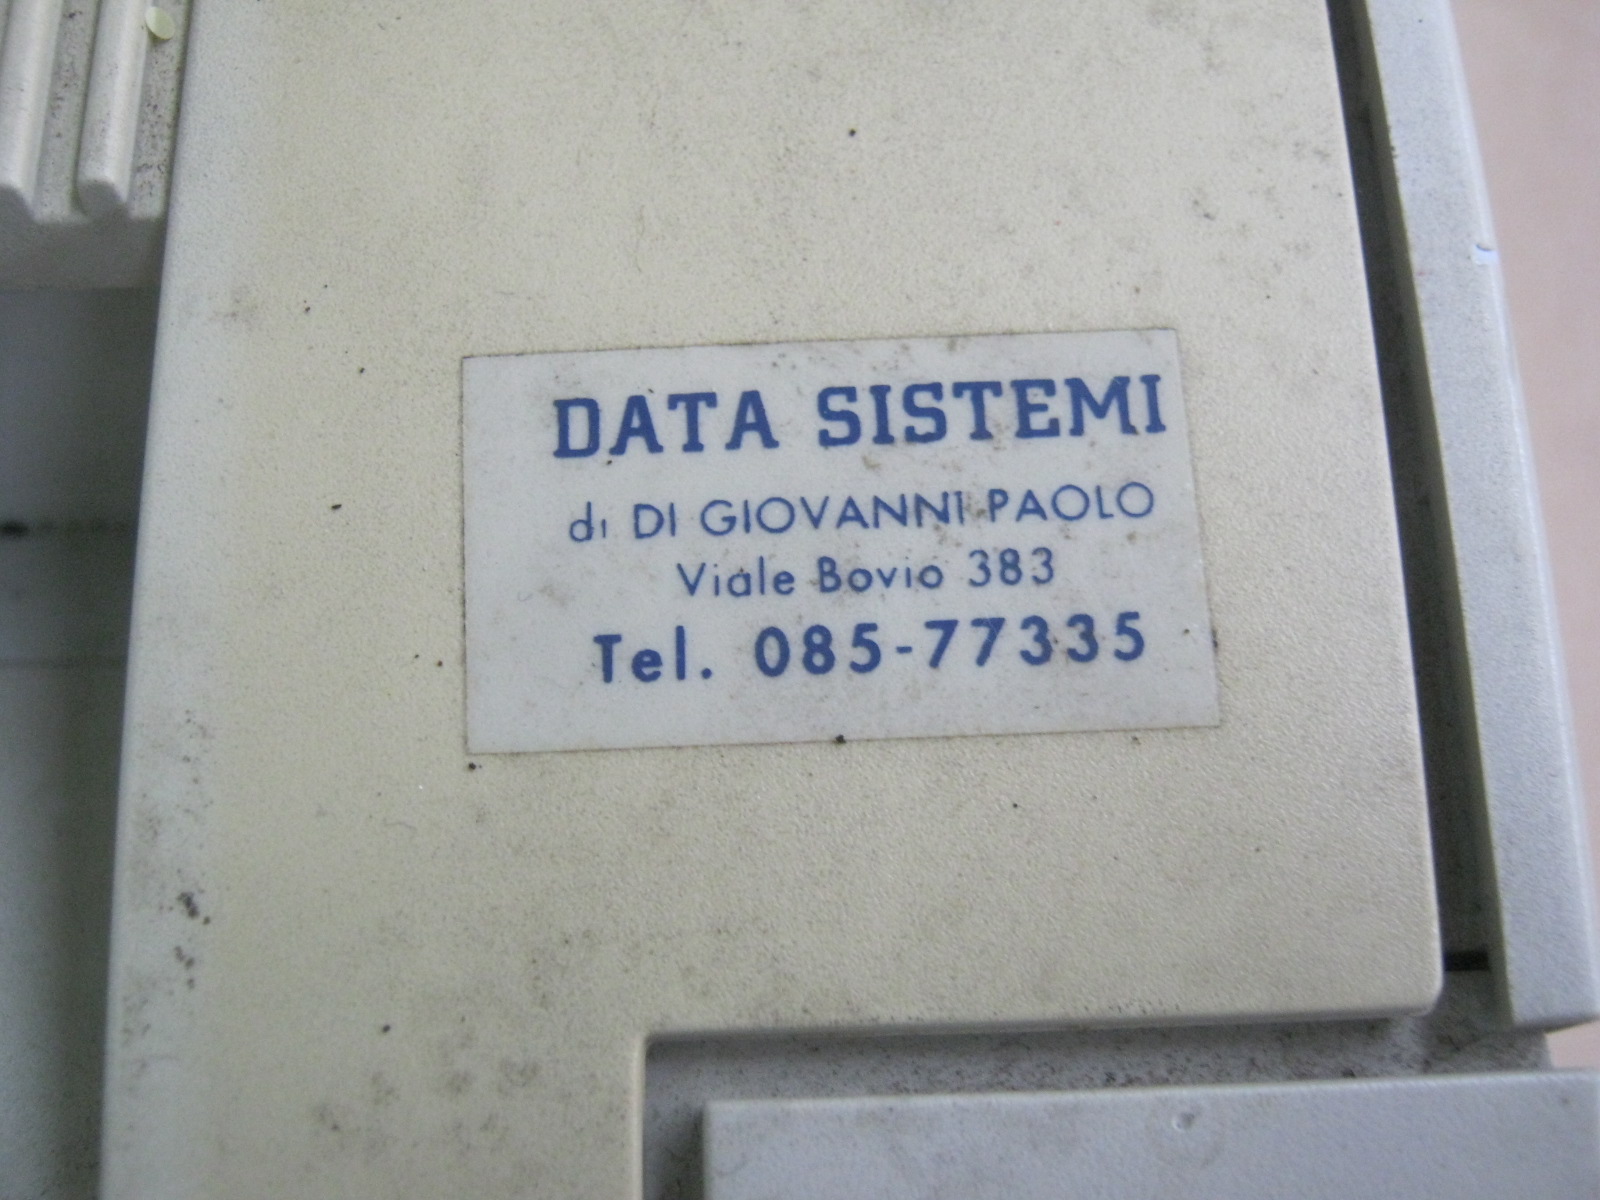 DATA SISTEMI
di DI GIOVANNI PAOLO
Viale Bovio 383
Tel. 085-77335